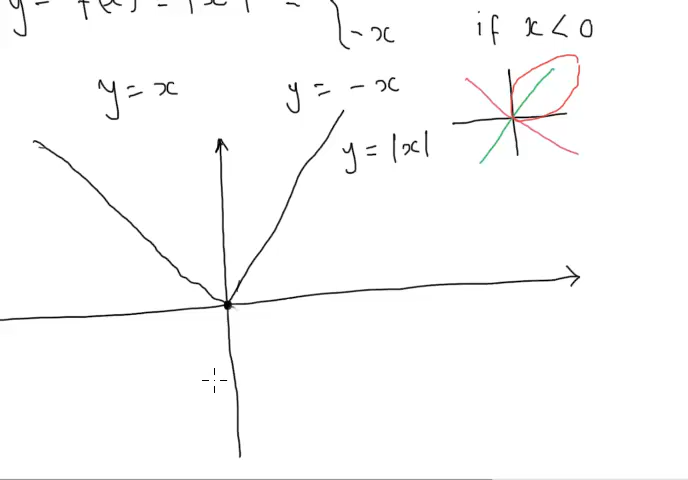 y = f(x) = |x| = { -x if x < 0
y = x y = -x
y = |x|